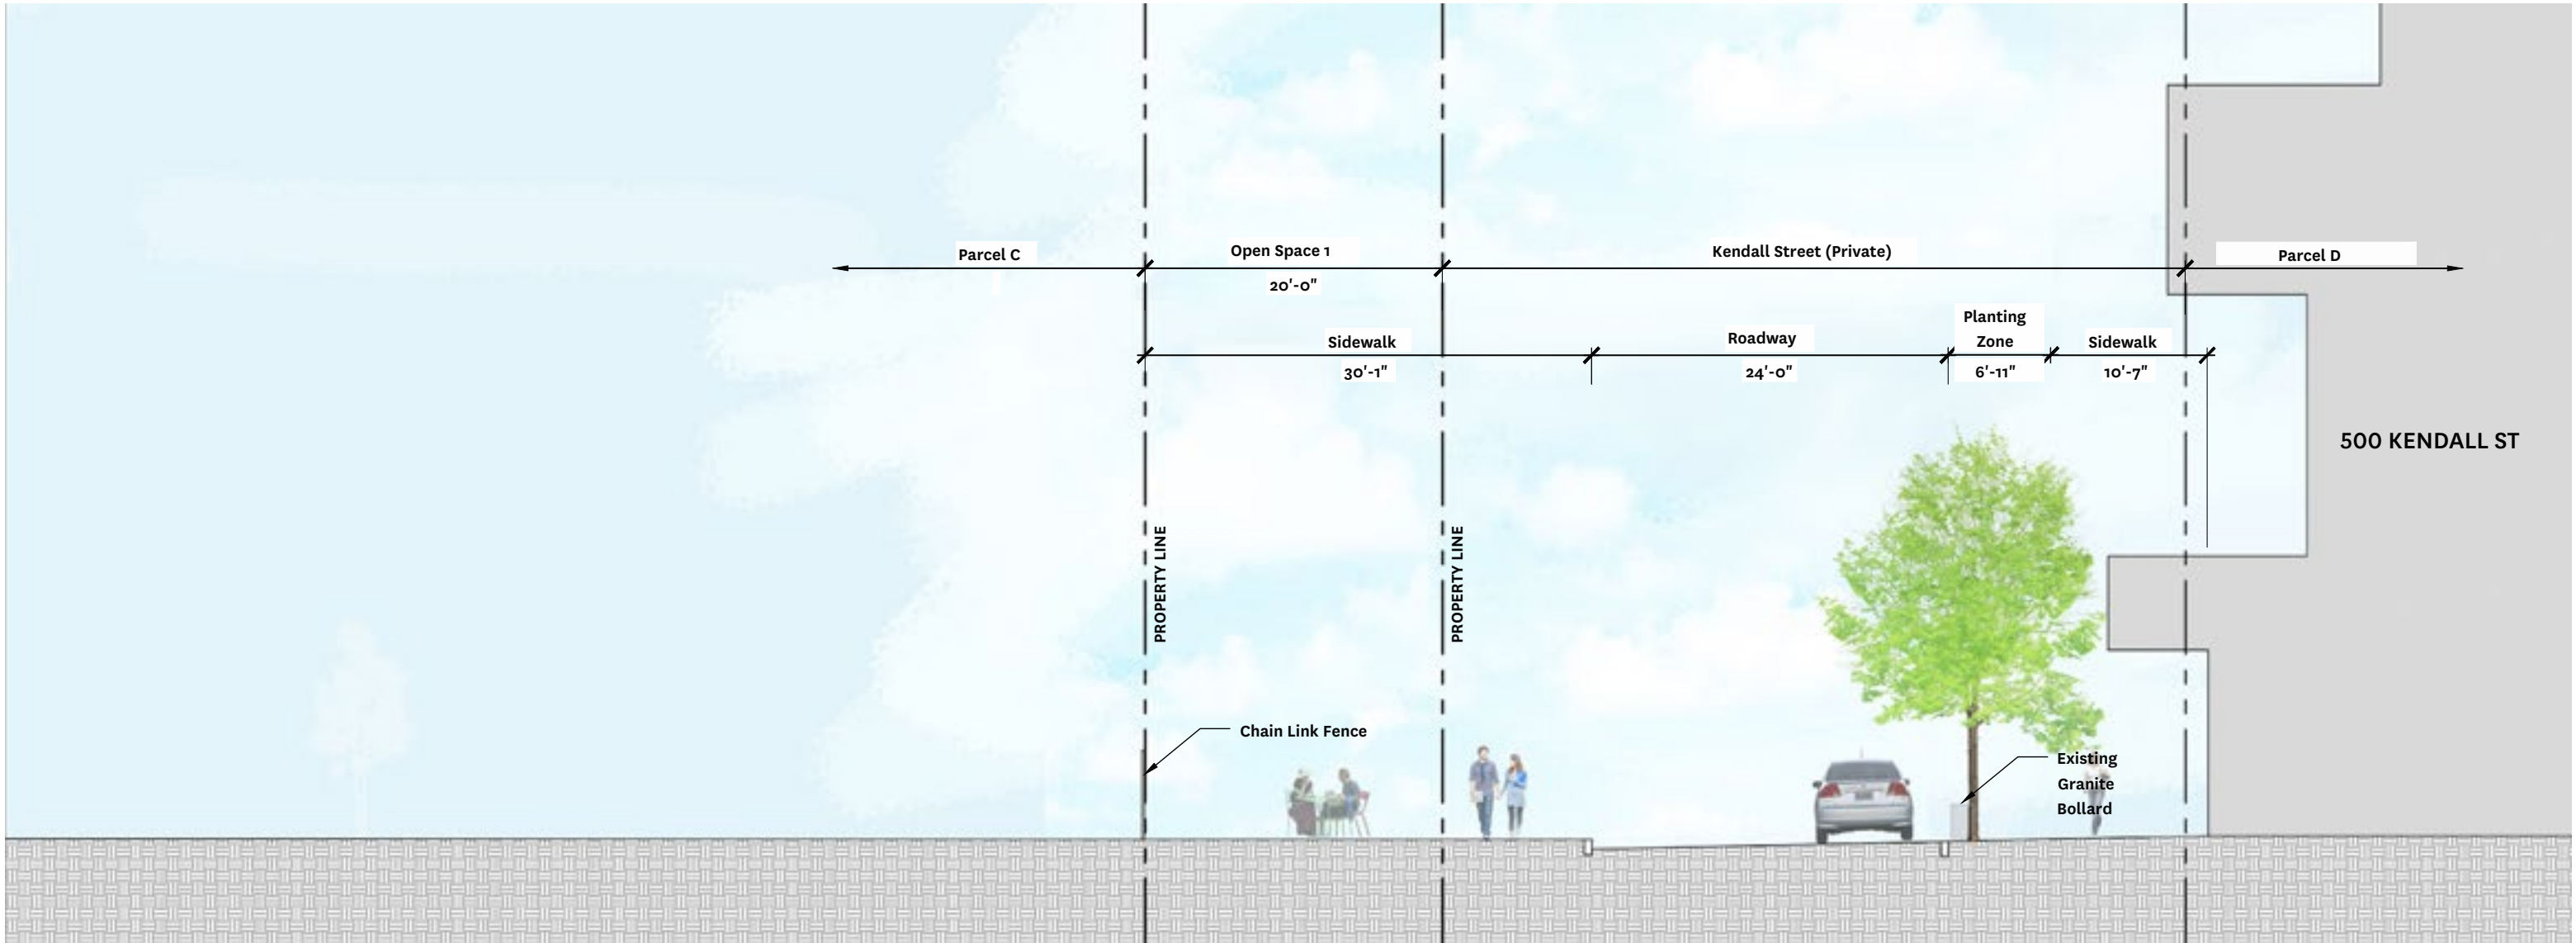 Parcel C
Open Space 1
Kendall Street (Private)
Parcel D
20'-0"
Sidewalk
Roadway
Planting
Zone
Sidewalk
30'-1"
24'-0"
6'-11"
10'-7"
500 KENDALL ST
PROPERTY LINE
PROPERTY LINE
Chain Link Fence
Existing
Granite
Bollard